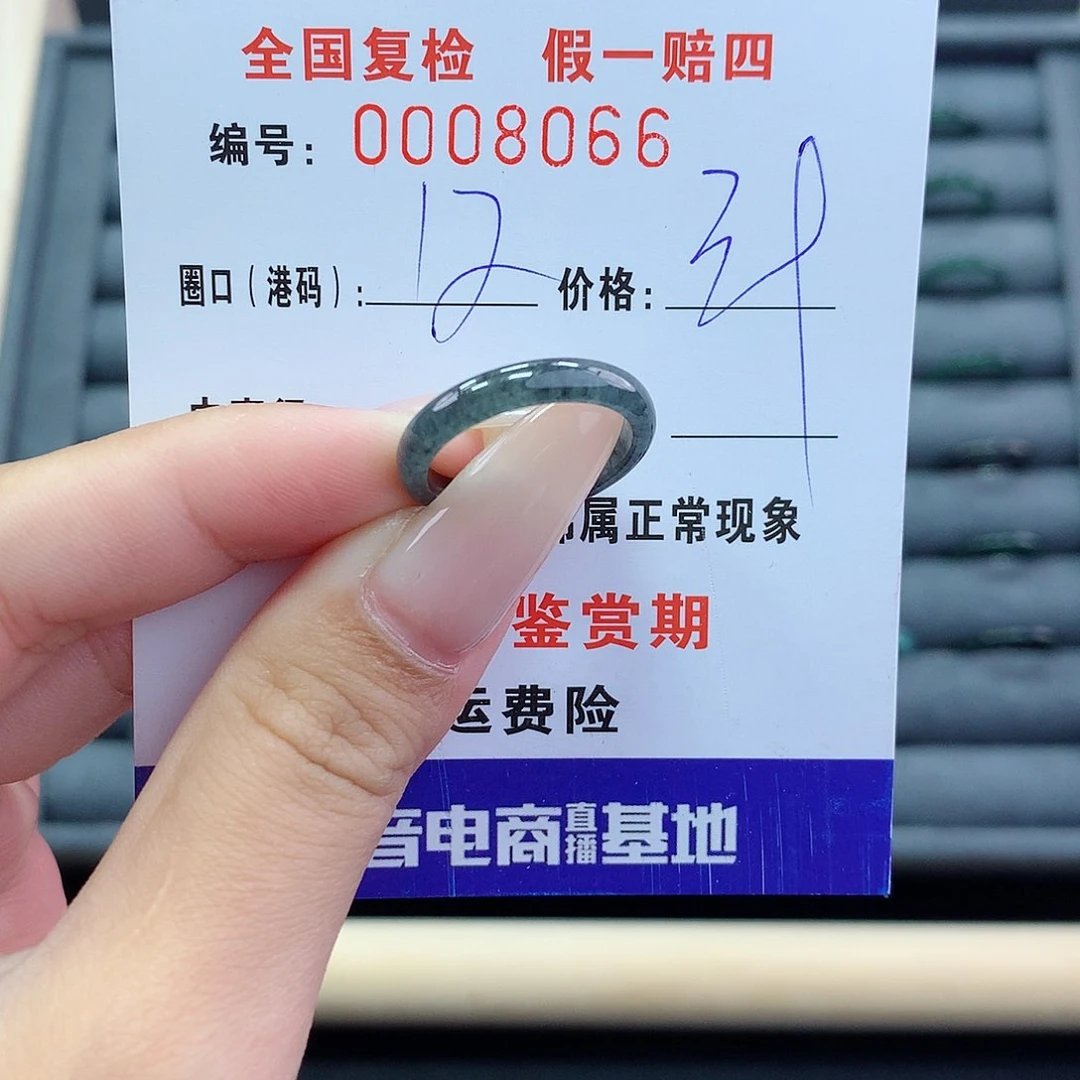 全国复检 假一赔四
编号: 0008066
圈口(港码): 12 价格:
属正常现象
鉴赏期
运费险
音电商直播基地